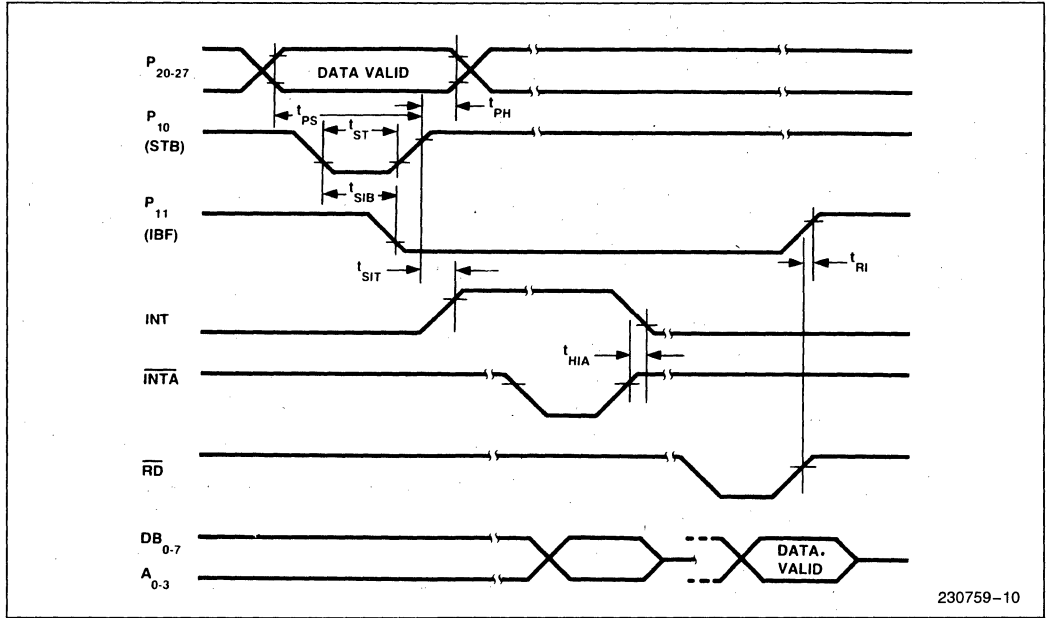 P20-27
DATA VALID
tPS
tST
tPH
P10
(STB)
tSIB
P11
(IBF)
tSIT
tRI
INT
tHIA
INTA
RD
DB0-7
DATA.
VALID
A0-3
230759-10